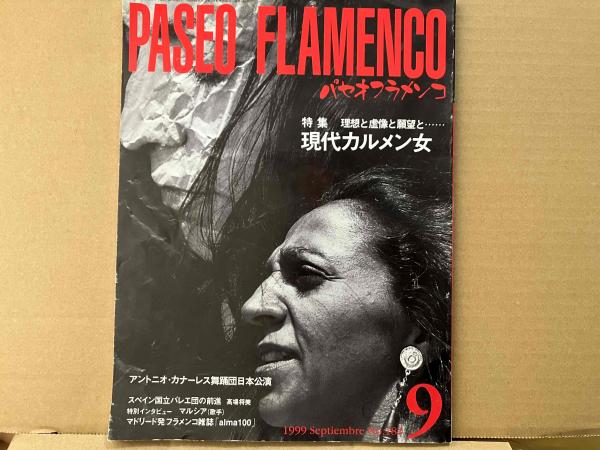 PASEO FLAMENCO
パセオフラメンコ
特集 理想と虚像と願望と……
現代カルメン女
アントニオ・カナーレス舞踊団日本公演
スペイン国立バレエ団の前進 高場将美
特別インタビュー マルシア(歌手)
マドリード発フラメンコ雑誌「alma100」
1999 Septiembre No.
9